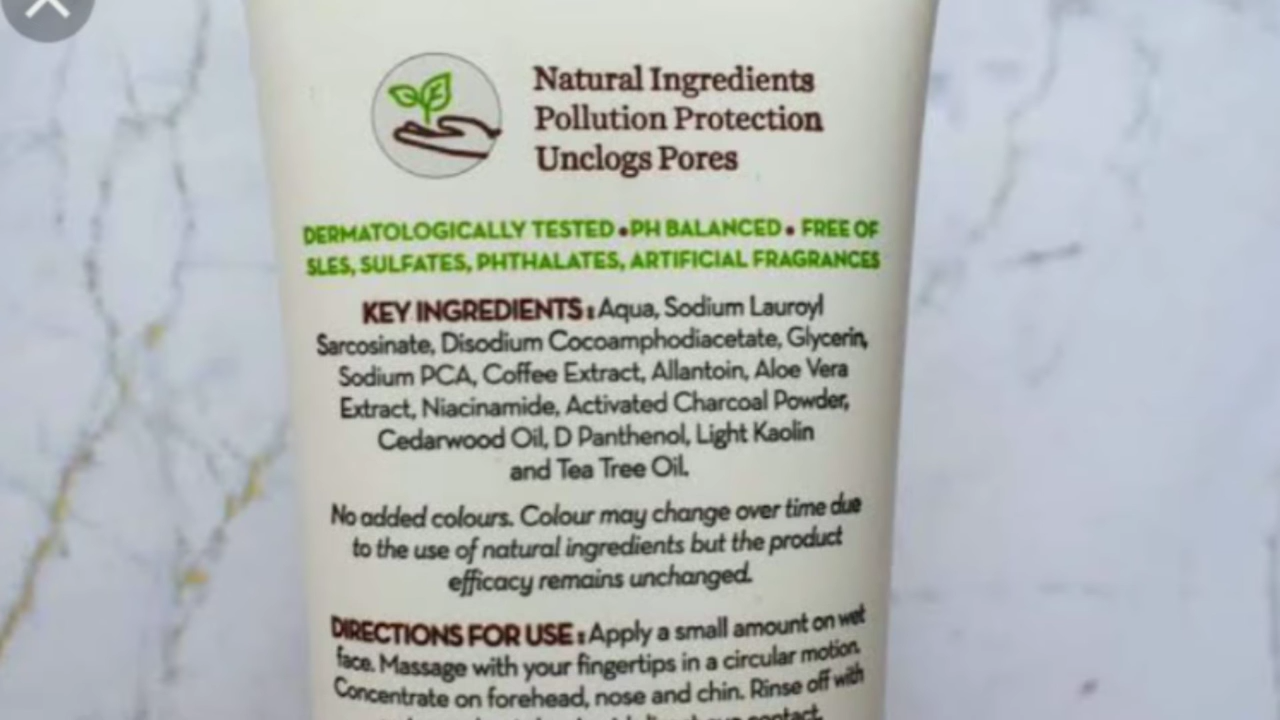 Natural Ingredients
Pollution Protection
Unclogs Pores
DERMATOLOGICALLY TESTED • PH BALANCED • FREE OF
SLES, SULFATES, PHTHALATES, ARTIFICIAL FRAGRANCES
KEY INGREDIENTS : Aqua, Sodium Lauroyl
Sarcosinate, Disodium Cocoamphodiacetate, Glycerin,
Sodium PCA, Coffee Extract, Allantoin, Aloe Vera
Extract, Niacinamide, Activated Charcoal Powder,
Cedarwood Oil, D Panthenol, Light Kaolin
and Tea Tree Oil.
No added colours. Colour may change over time due
to the use of natural ingredients but the product
efficacy remains unchanged.
DIRECTIONS FOR USE : Apply a small amount on wet
face. Massage with your fingertips in a circular motion.
Concentrate on forehead, nose and chin. Rinse off with
contact.